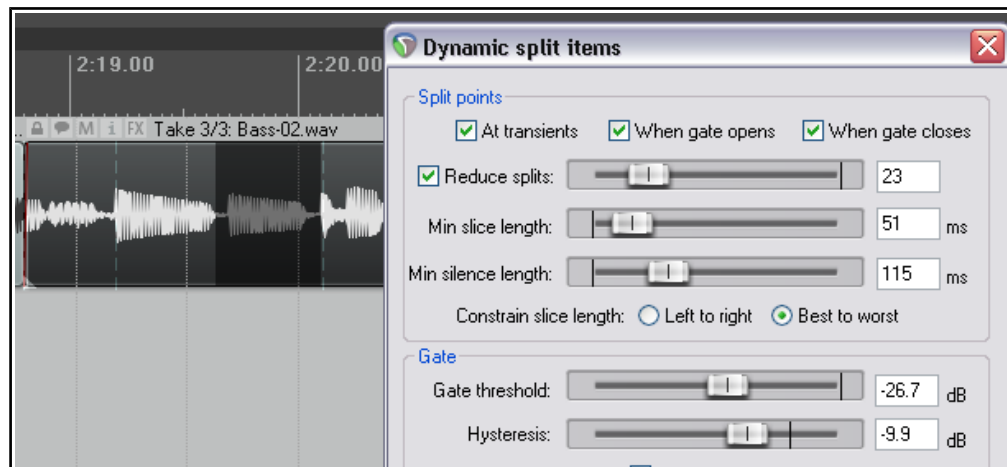 Dynamic split items
2:19.00 2:20.00
Split points
At transients When gate opens When gate closes
M i FX Take 3/3: Bass-02.wav
Reduce splits: 23
Min slice length: 51 ms
Min silence length: 115 ms
Constrain slice length: Left to right Best to worst
Gate
Gate threshold: -26.7 dB
Hysteresis: -9.9 dB